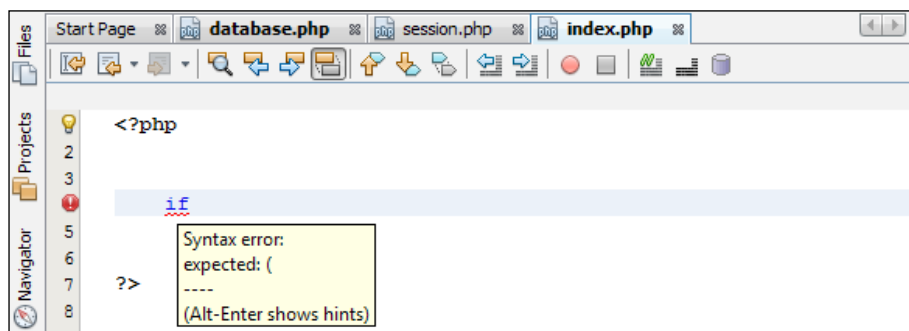 Files
Projects
Navigator
Start Page database.php session.php index.php
<?php
2
3
if
5
Syntax error:
6
expected: (
7 ?>
----
8
(Alt-Enter shows hints)